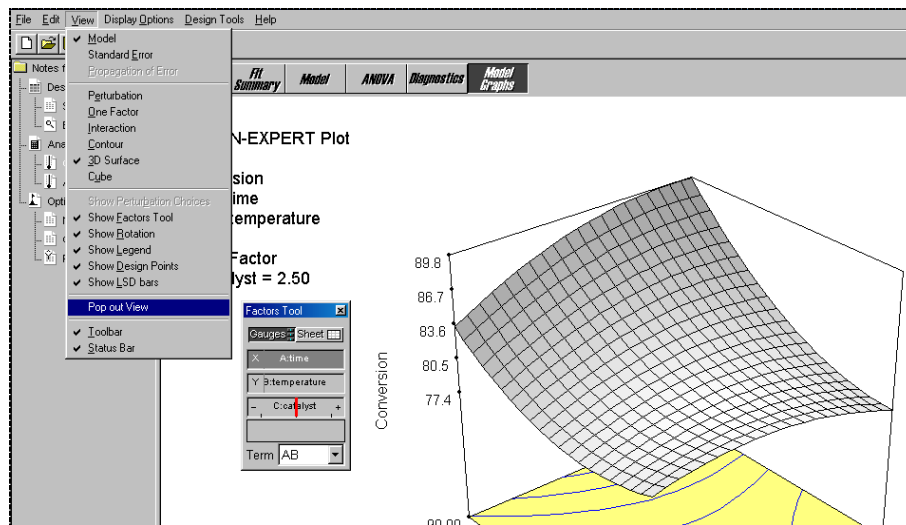 File Edit View Display Options Design Tools Help
Model
Standard Error
Propagation of Error
Perturbation
One Factor
Interaction
Contour
3D Surface
Cube
Show Perturbation Choices
Show Factors Tool
Show Rotation
Show Legend
Show Design Points
Show LSD bars
Pop out View
Toolbar
Status Bar
Notes f
Des
Ana
Opti
Fit Summary
Model
ANOVA
Diagnostics
Model Graphs
N-EXPERT Plot
sion
ime
temperature
Factor
lyst = 2.50
Factors Tool
Gauges Sheet
X A:time
Y B:temperature
- C:catalyst +
Term AB
89.8
86.7
83.6
80.5
77.4
Conversion